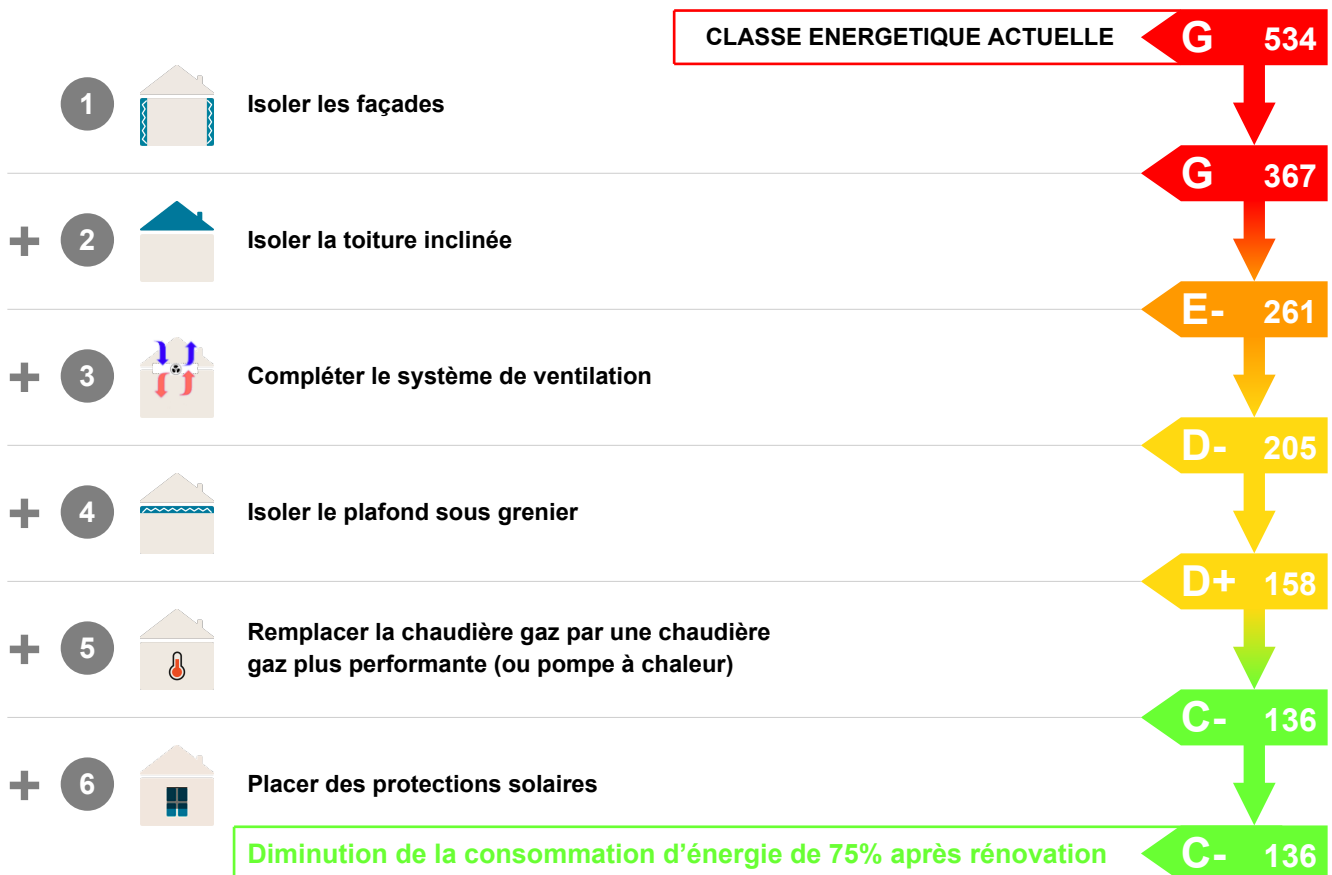 CLASSE ENERGETIQUE ACTUELLE G 534
1 Isoler les façades
G 367
+ 2 Isoler la toiture inclinée
E- 261
+ 3 Compléter le système de ventilation
D- 205
+ 4 Isoler le plafond sous grenier
D+ 158
+ 5 Remplacer la chaudière gaz par une chaudière
gaz plus performante (ou pompe à chaleur)
C- 136
+ 6 Placer des protections solaires
Diminution de la consommation d'énergie de 75% après rénovation C- 136